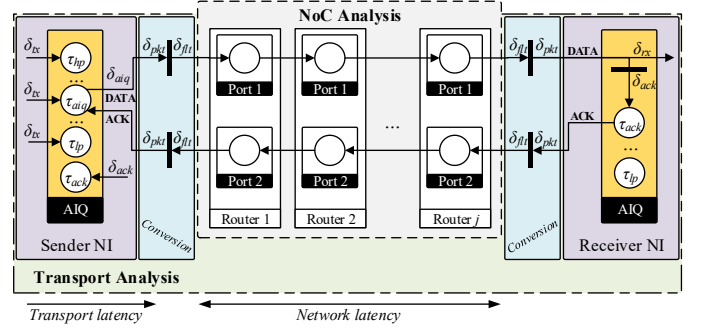 NoC Analysis
δtx
τhp
...
δaiq
δpkt
δflt
Port 1
Port 1
Port 1
δflt
δpkt
DATA
δrx
δack
δtx
τaiq
DATA
ACK
...
δtx
τlp
δpkt
δflt
Port 2
Port 2
Port 2
δflt
δpkt
ACK
τack
...
τack
δack
τlp
AIQ
Router 1
Router 2
Router j
AIQ
Sender NI
Conversion
Conversion
Receiver NI
Transport Analysis
Transport latency
Network latency